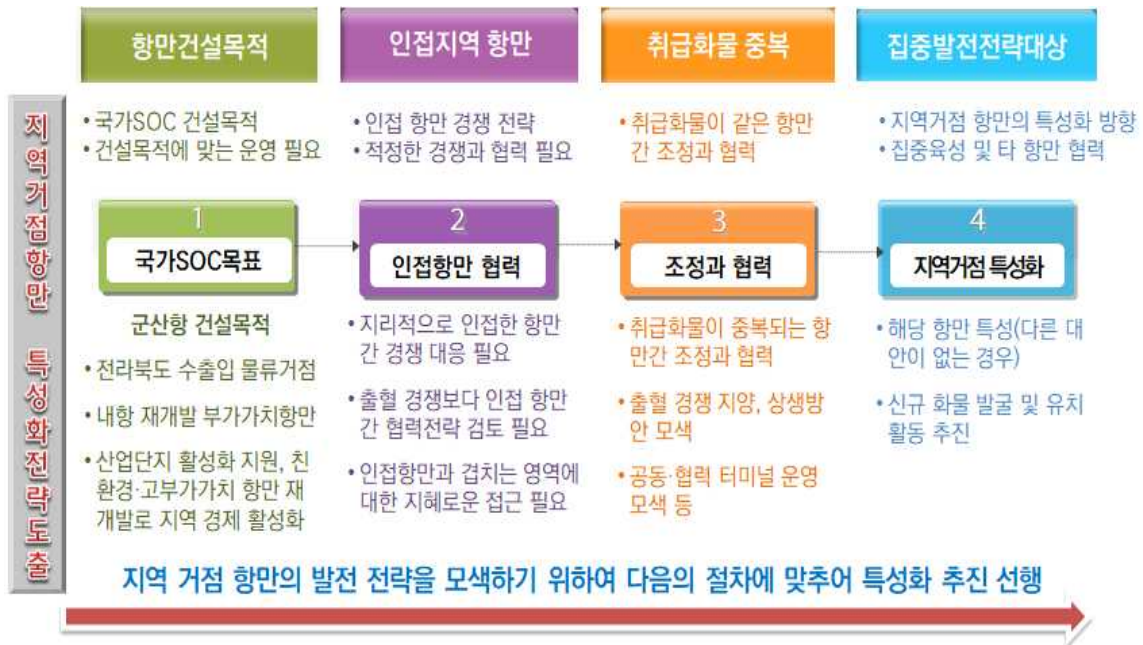 지역거점항만 특성화전략도출
항만건설목적
• 국가SOC 건설목적
• 건설목적에 맞는 운영 필요
1
국가SOC목표
군산항 건설목적
• 전라북도 수출입 물류거점
• 내항 재개발 부가가치항만
• 산업단지 활성화 지원, 친
환경·고부가가치 항만 재
개발로 지역 경제 활성화
인접지역 항만
• 인접 항만 경쟁 전략
• 적정한 경쟁과 협력 필요
2
인접항만 협력
• 지리적으로 인접한 항만
간 경쟁 대응 필요
• 출혈 경쟁보다 인접 항만
간 협력전략 검토 필요
• 인접항만과 겹치는 영역에
대한 지혜로운 접근 필요
취급화물 중복
• 취급화물이 같은 항만
간 조정과 협력
3
조정과 협력
• 취급화물이 중복되는 항
만간 조정과 협력
• 출혈 경쟁 지양, 상생방
안 모색
• 공동·협력 터미널 운영
모색 등
집중발전전략대상
• 지역거점 항만의 특성화 방향
• 집중육성 및 타 항만 협력
4
지역거점 특성화
• 해당 항만 특성(다른 대
안이 없는 경우)
• 신규 화물 발굴 및 유치
활동 추진
지역 거점 항만의 발전 전략을 모색하기 위하여 다음의 절차에 맞추어 특성화 추진 선행